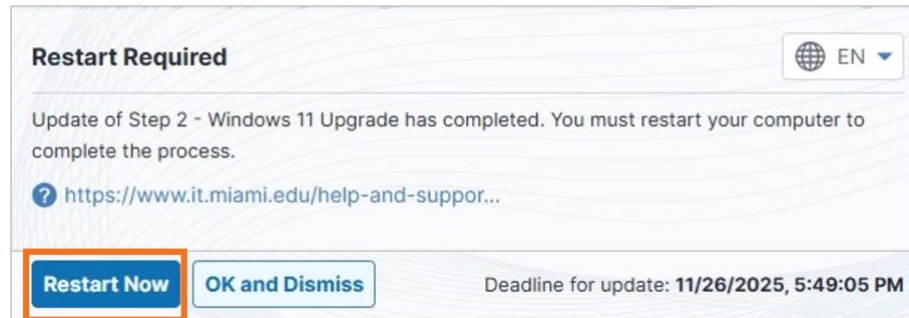 Restart Required
EN
Update of Step 2 - Windows 11 Upgrade has completed. You must restart your computer to
complete the process.
https://www.it.miami.edu/help-and-suppor...
Restart Now
OK and Dismiss
Deadline for update: 11/26/2025, 5:49:05 PM